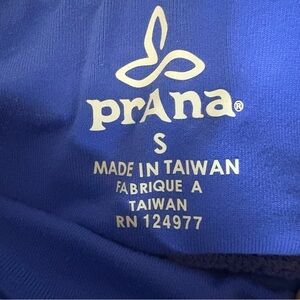 prAna®
S
MADE IN TAIWAN
FABRIQUE A
TAIWAN
RN 124977